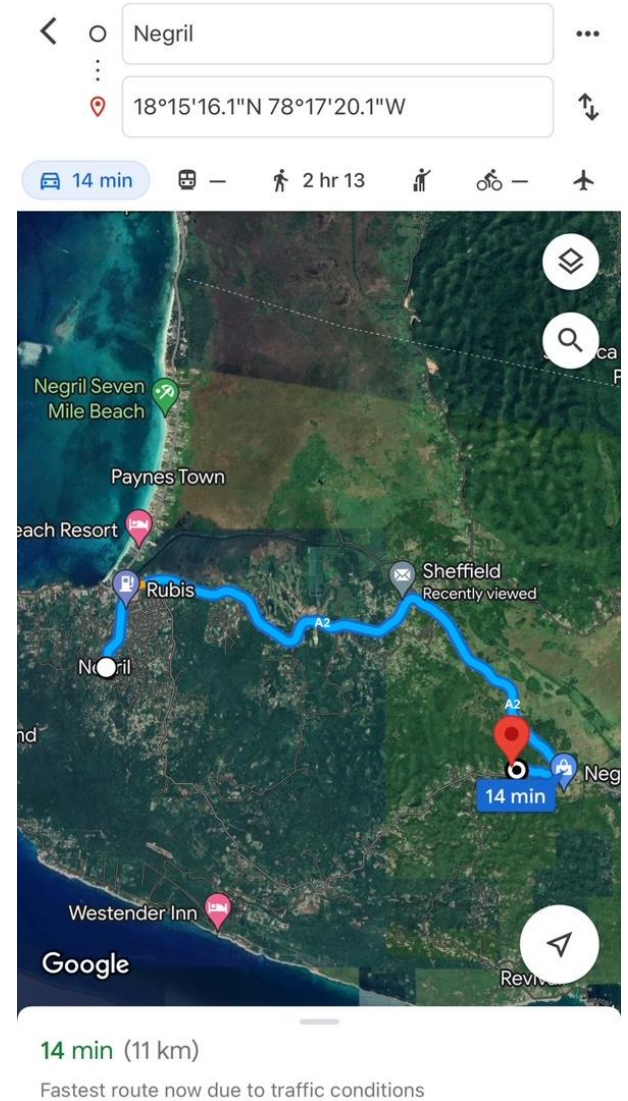 Negril
18°15'16.1"N 78°17'20.1"W
14 min
2 hr 13
Negril Seven
Mile Beach
Paynes Town
each Resort
Rubis
Sheffield
Recently viewed
A2
Negril
A2
nd
Neg
14 min
Westender Inn
Google
14 min (11 km)
Fastest route now due to traffic conditions